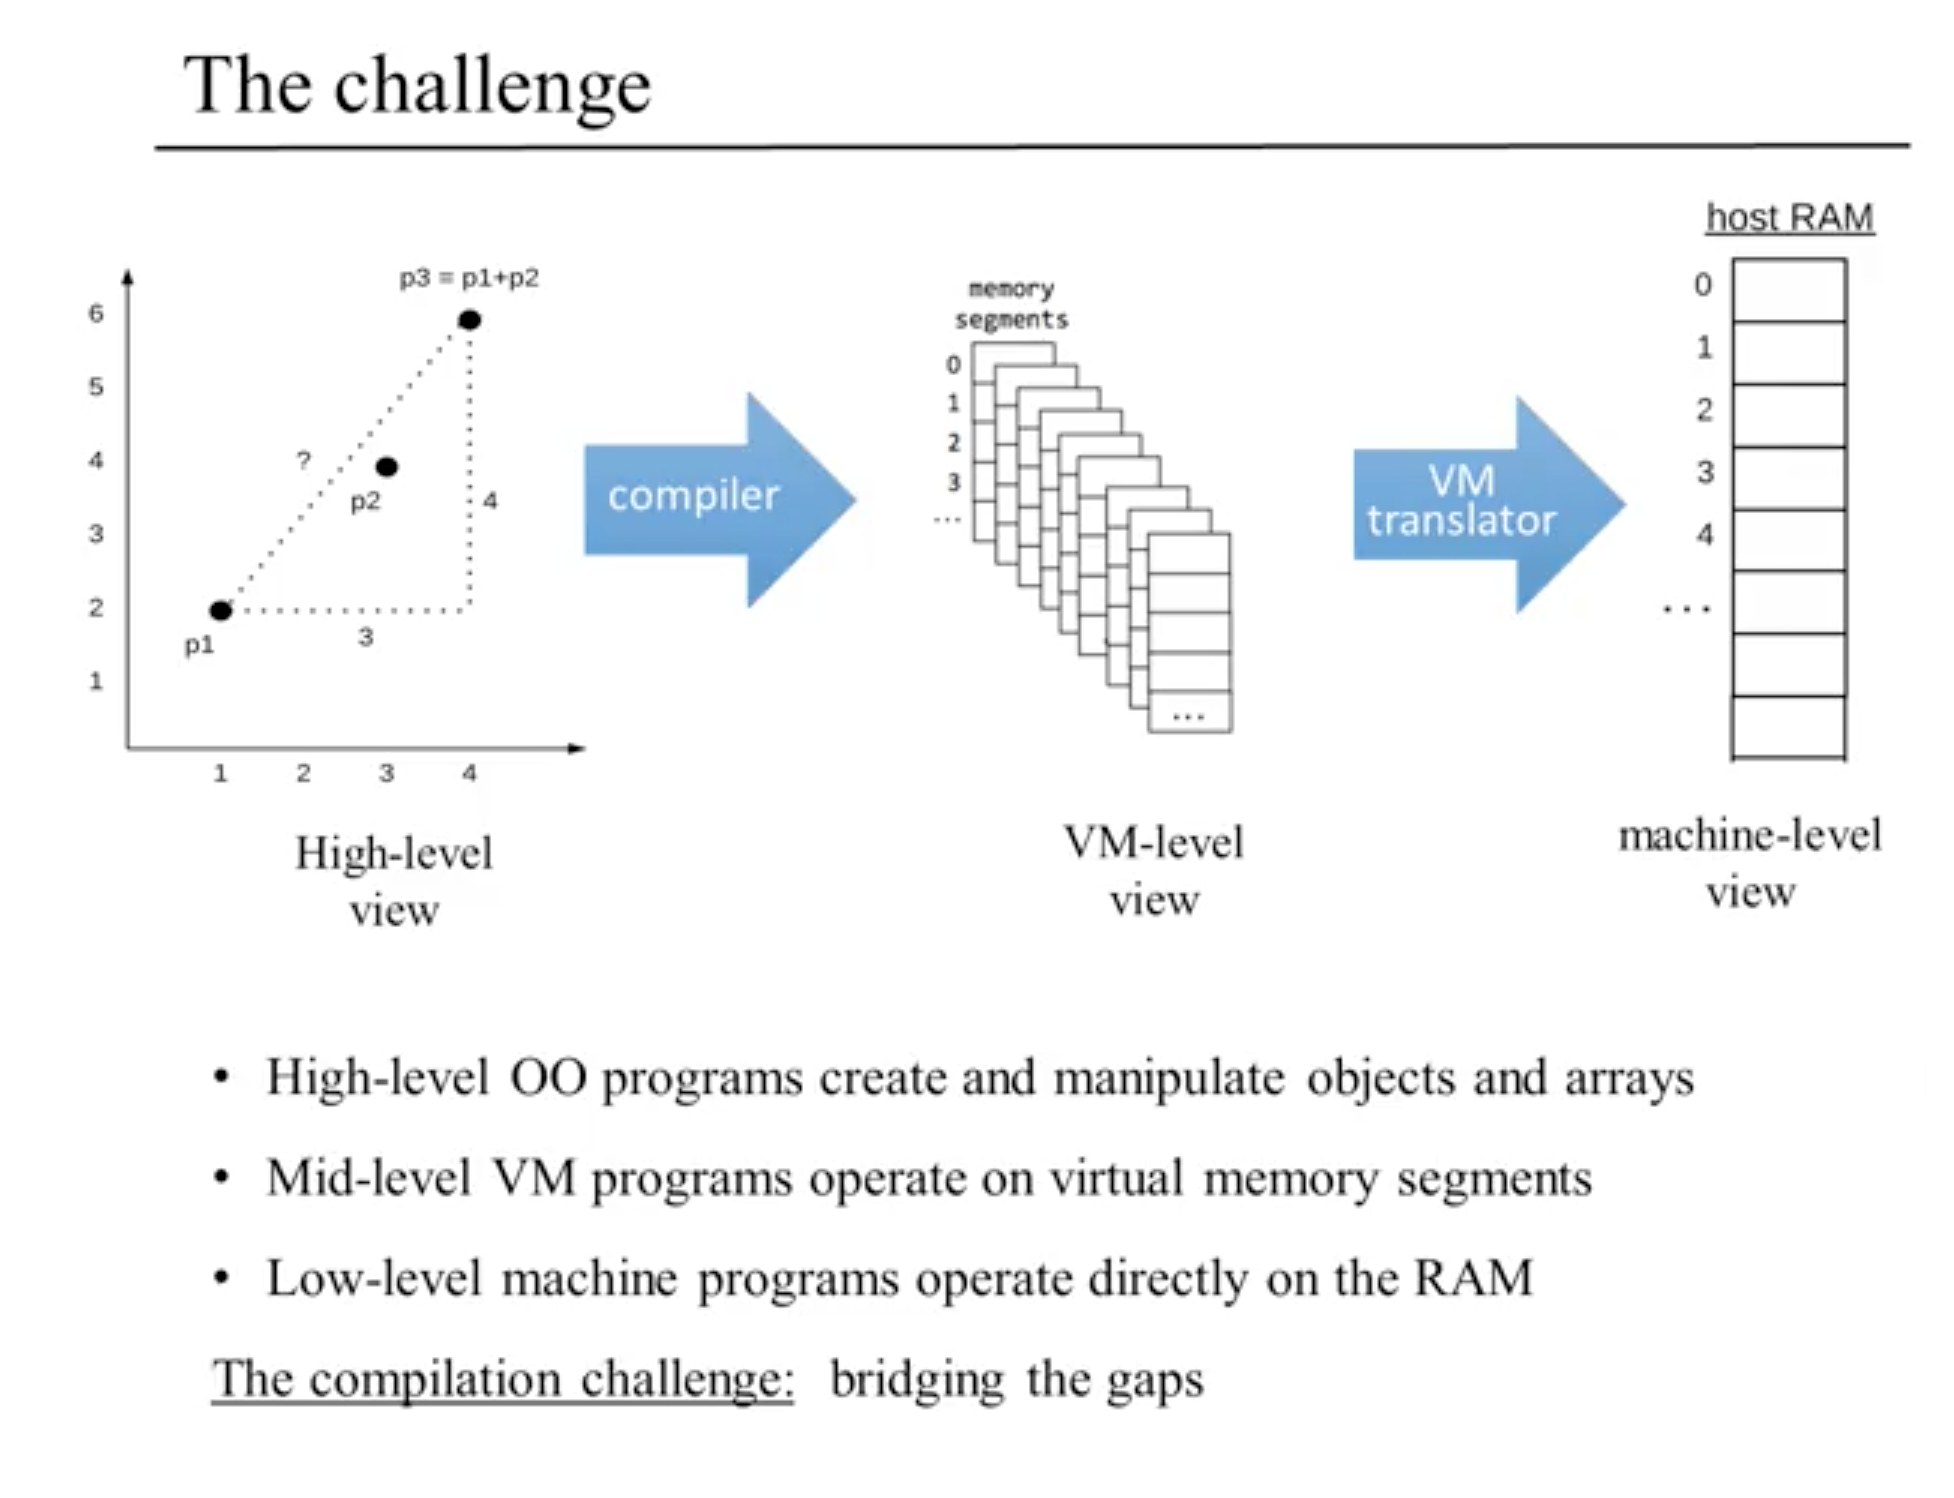 The challenge
p3 = p1+p2
6
5
4
3
2
1
?
p2
4
p1
3
1 2 3 4
High-level
view
compiler
memory
segments
0
1
2
3
...
...
VM-level
view
VM
translator
host RAM
0
1
2
3
4
...
machine-level
view
• High-level OO programs create and manipulate objects and arrays
• Mid-level VM programs operate on virtual memory segments
• Low-level machine programs operate directly on the RAM
The compilation challenge: bridging the gaps